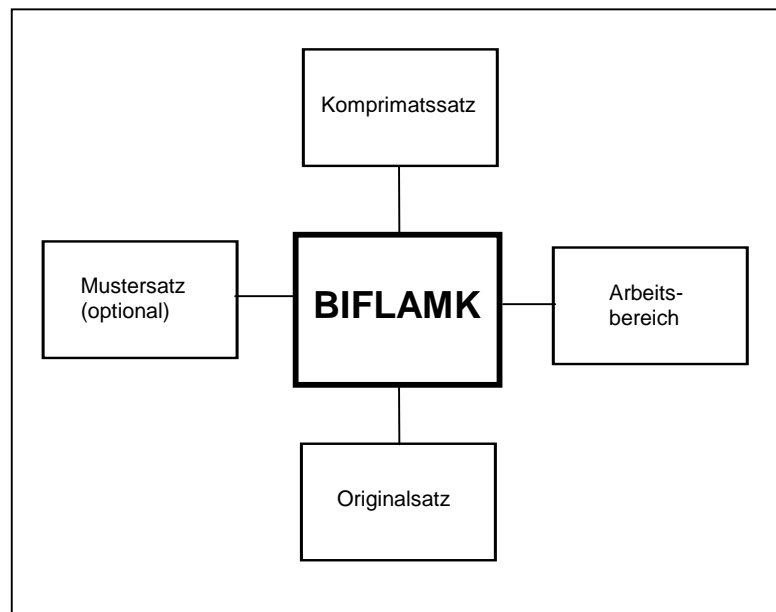 Komprimatssatz
Mustersatz
(optional)
BIFLAMK
Arbeits-
bereich
Originalsatz